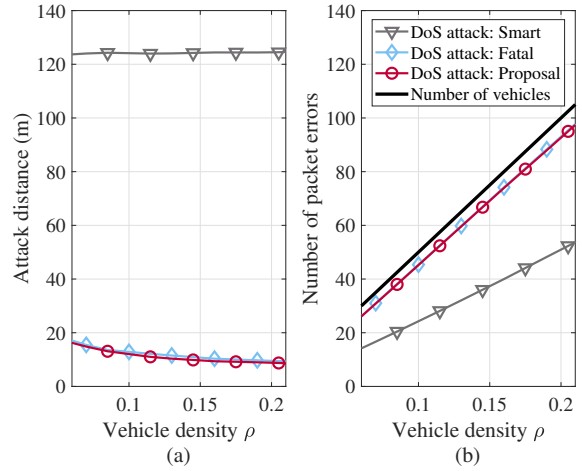 140
120
100
80
60
40
20
0
Attack distance (m)
0.1
0.15
0.2
Vehicle density ρ
(a)
140
120
100
80
60
40
20
0
Number of packet errors
DoS attack: Smart
DoS attack: Fatal
DoS attack: Proposal
Number of vehicles
0.1
0.15
0.2
Vehicle density ρ
(b)